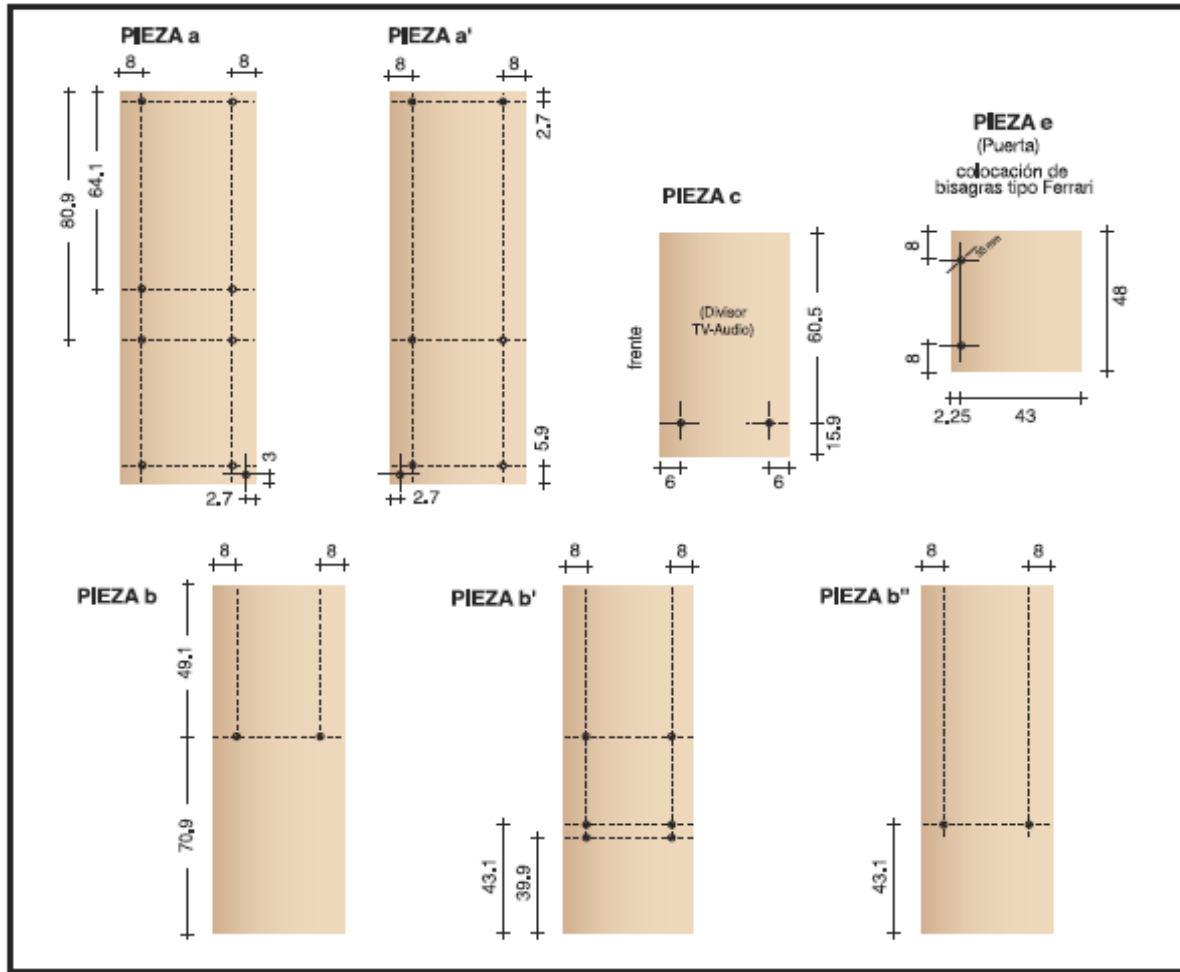 PIEZA a
8
8
80.9
64.1
3
2.7
PIEZA a'
8
8
2.7
5.9
2.7
PIEZA c
frente
(Divisor
TV-Audio)
60.5
15.9
6
6
PIEZA e
(Puerta)
colocación de
bisagras tipo Ferrari
8
35 mm
8
48
2.25
43
PIEZA b
8
8
49.1
70.9
PIEZA b'
8
8
43.1
39.9
PIEZA b"
8
8
43.1